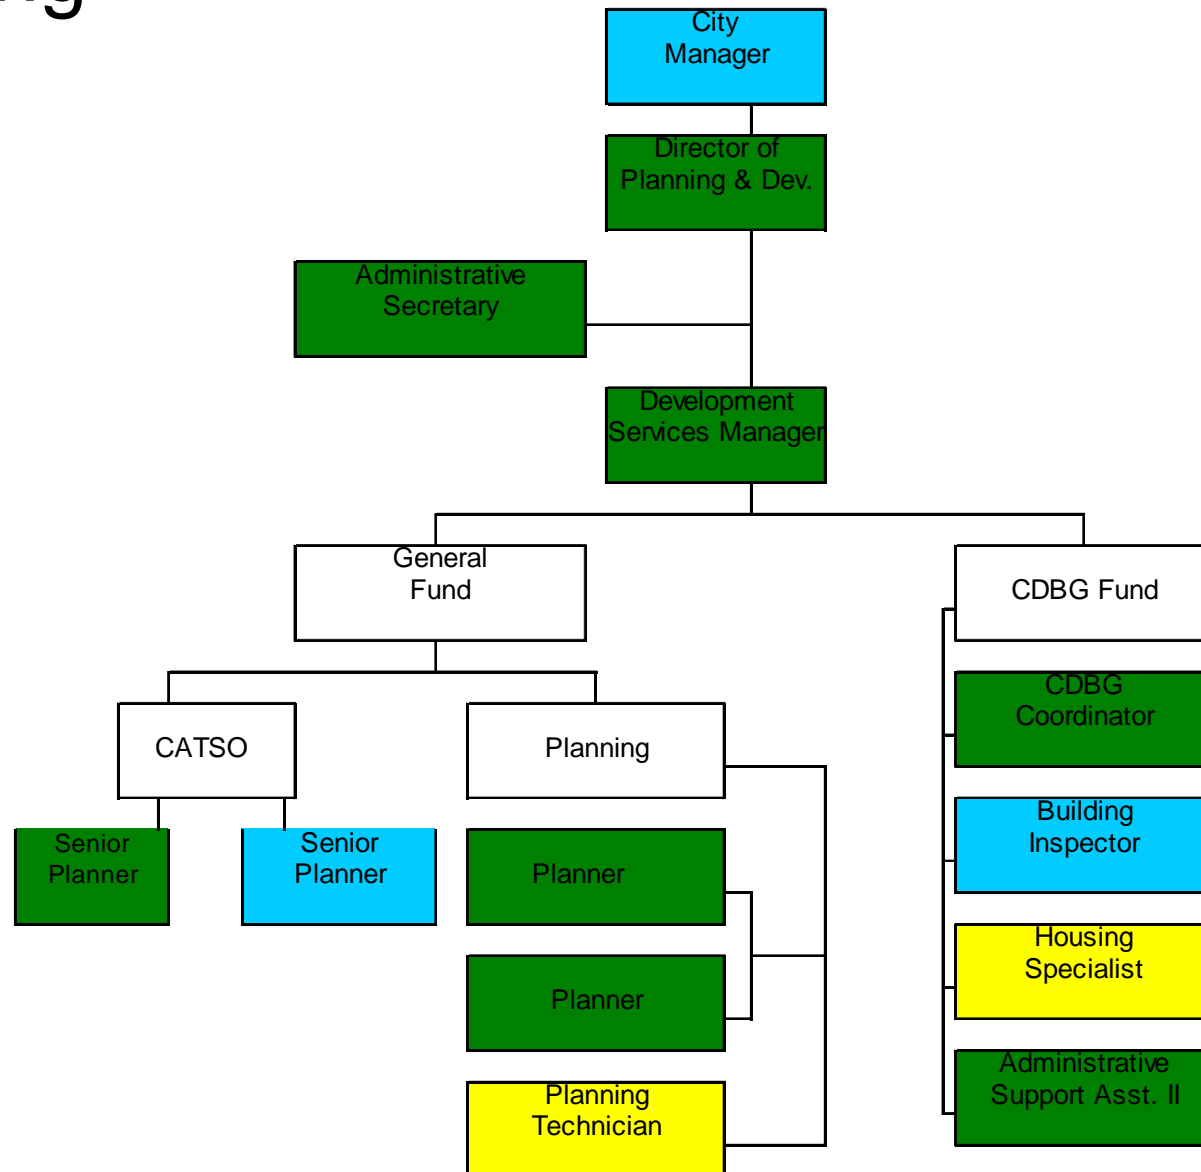 ng
City
Manager
Director of
Planning & Dev.
Administrative
Secretary
Development
Services Manager
General
Fund
CDBG Fund
CATSO
Planning
CDBG
Coordinator
Senior
Planner
Senior
Planner
Planner
Building
Inspector
Planner
Housing
Specialist
Planning
Technician
Administrative
Support Asst. II